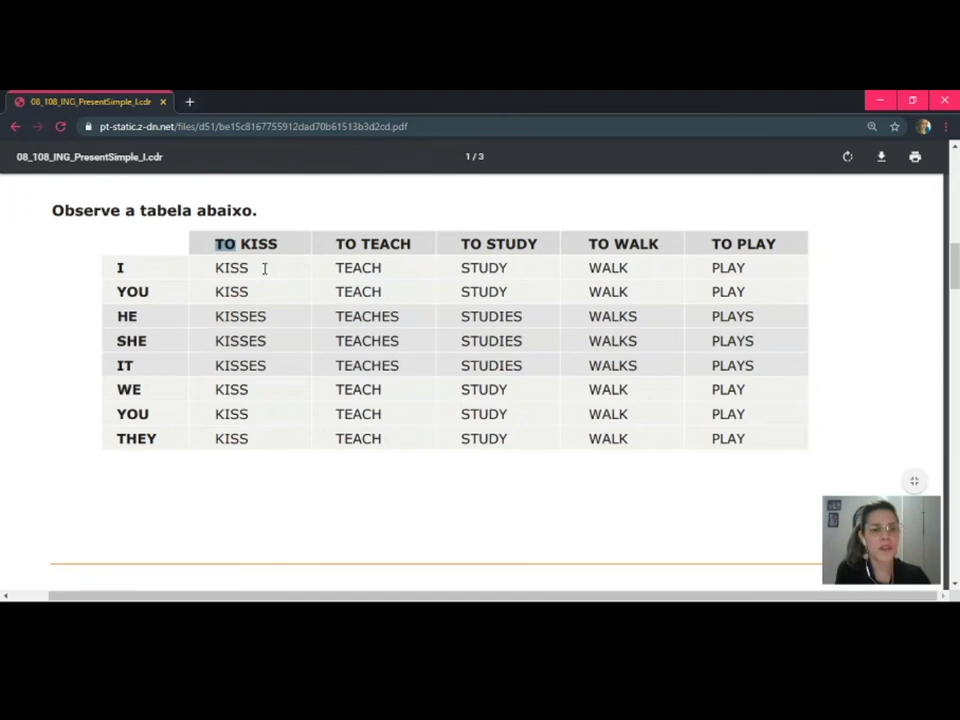 08_108_ING_PresentSimple_I.cdr
pt-static.z-dn.net/files/d51/be15c8167755912dad70b61513b3d2cd.pdf
08_108_ING_PresentSimple_I.cdr 1 / 3
Observe a tabela abaixo.
TO KISS TO TEACH TO STUDY TO WALK TO PLAY
I KISS TEACH STUDY WALK PLAY
YOU KISS TEACH STUDY WALK PLAY
HE KISSES TEACHES STUDIES WALKS PLAYS
SHE KISSES TEACHES STUDIES WALKS PLAYS
IT KISSES TEACHES STUDIES WALKS PLAYS
WE KISS TEACH STUDY WALK PLAY
YOU KISS TEACH STUDY WALK PLAY
THEY KISS TEACH STUDY WALK PLAY